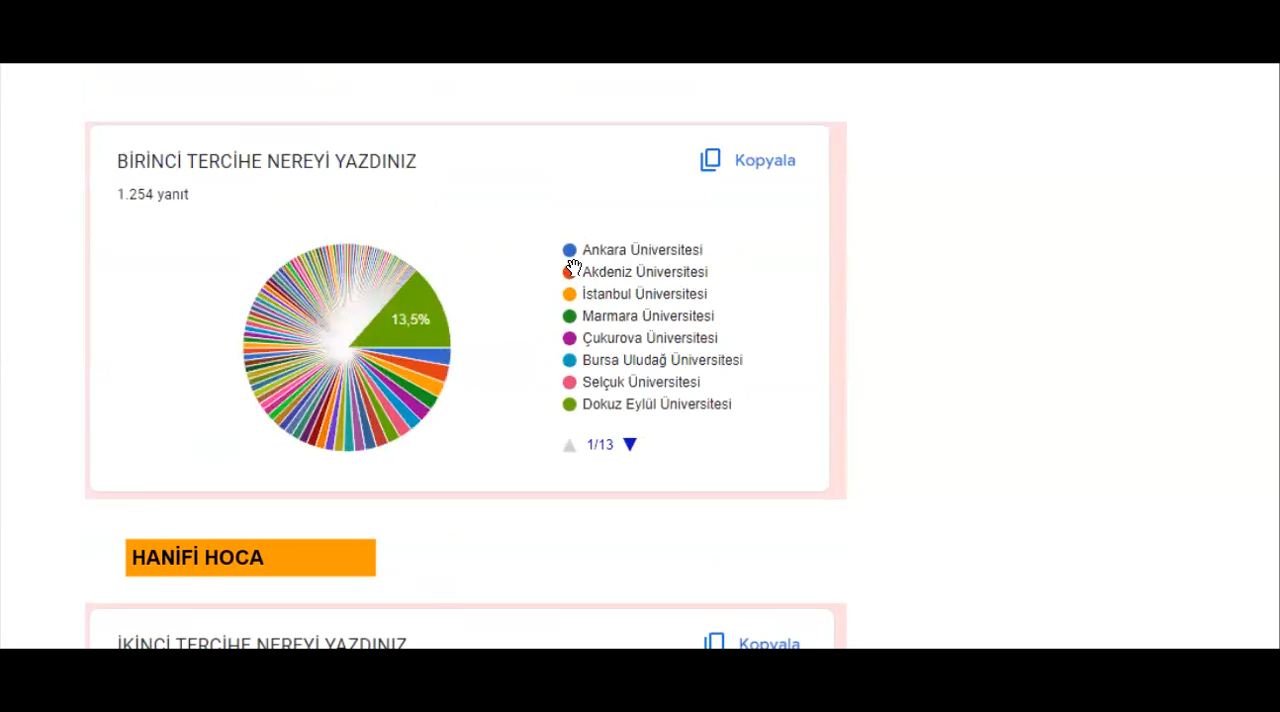 BİRİNCİ TERCİHE NEREYİ YAZDINIZ
Kopyala
1.254 yanıt
13,5%
Ankara Üniversitesi
Akdeniz Üniversitesi
İstanbul Üniversitesi
Marmara Üniversitesi
Çukurova Üniversitesi
Bursa Uludağ Üniversitesi
Selçuk Üniversitesi
Dokuz Eylül Üniversitesi
1/13
HANİFİ HOCA
İKİNCİ TERCİHE NEREYİ YAZDINIZ
Kopyala